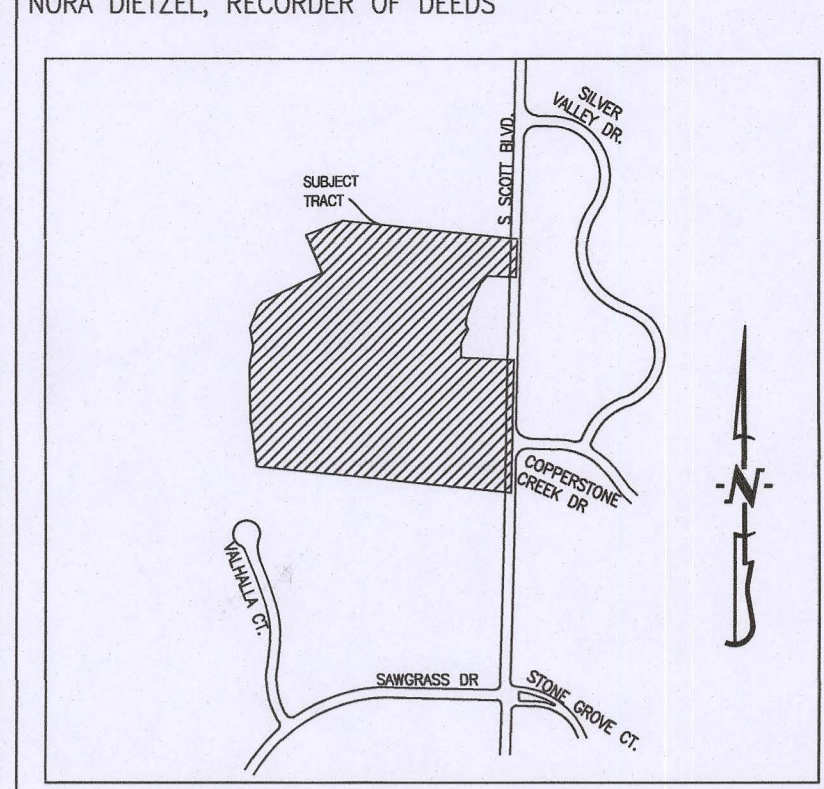 NORA DIETZEL, RECORDER OF DEEDS
SILVER
VALLEY DR.
S SCOTT BLVD.
SUBJECT
TRACT
COPPERSTONE
CREEK DR
N
VALHALLA CT.
SAWGRASS DR
STONE GROVE CT.